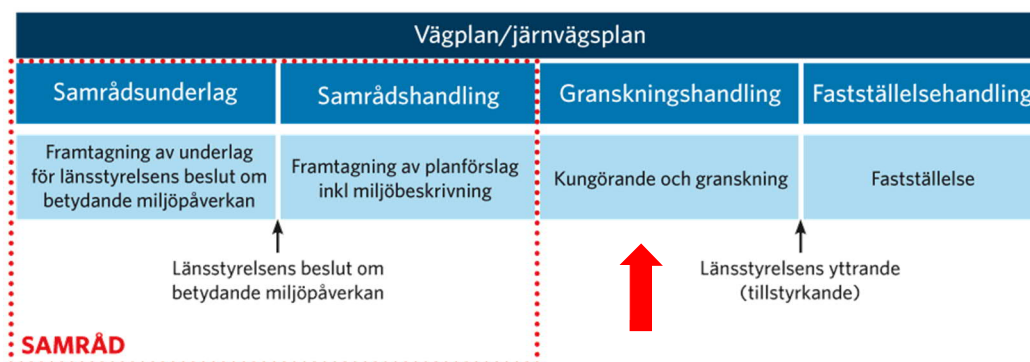 Vägplan/järnvägsplan
Samrådsunderlag
Samrådshandling
Granskningshandling
Fastställelsehandling
Framtagning av underlag
för länsstyrelsens beslut om
betydande miljöpåverkan
Framtagning av planförslag
inkl miljöbeskrivning
Kungörande och granskning
Fastställelse
Länsstyrelsens beslut om
betydande miljöpåverkan
Länsstyrelsens yttrande
(tillstyrkande)
SAMRÅD